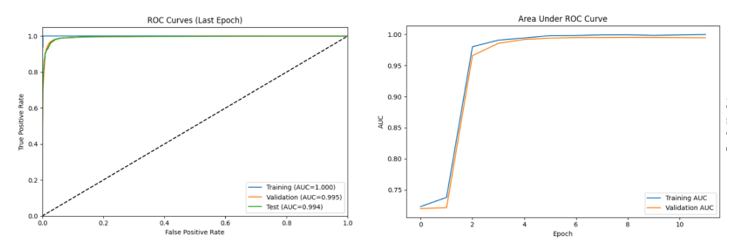 ROC Curves (Last Epoch)
1.0
0.8
0.6
0.4
0.2
0.0
True Positive Rate
0.0 0.2 0.4 0.6 0.8 1.0
False Positive Rate
Training (AUC=1.000)
Validation (AUC=0.995)
Test (AUC=0.994)
Area Under ROC Curve
1.00
0.95
0.90
0.85
0.80
0.75
AUC
0 2 4 6 8 10
Epoch
Training AUC
Validation AUC